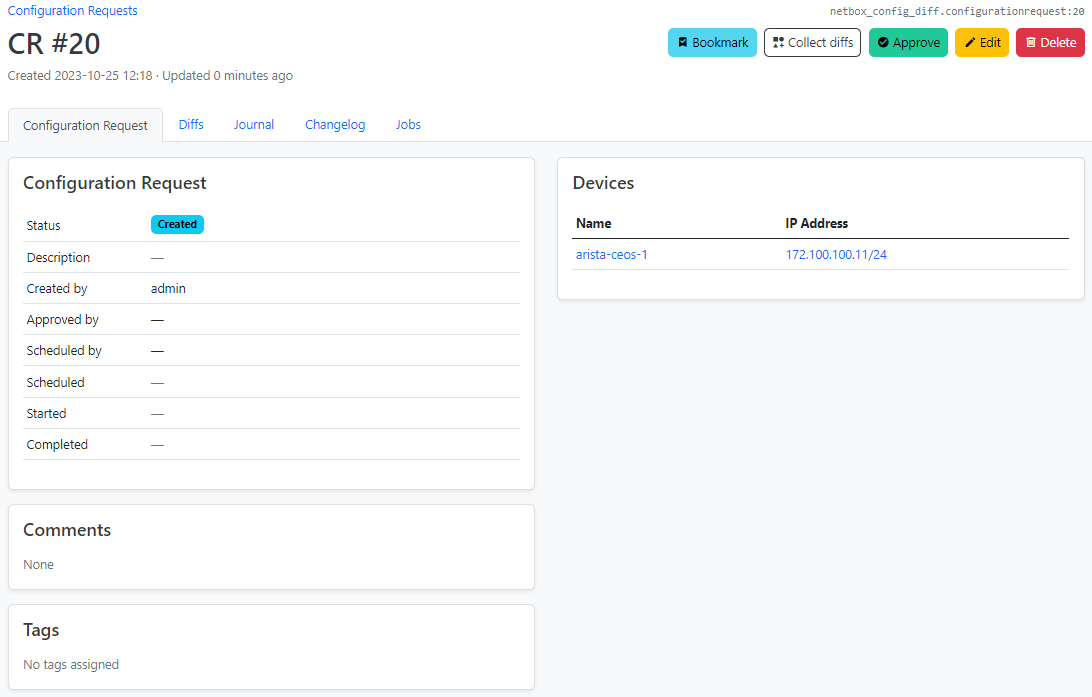 Configuration Requests
netbox_config_diff.configurationrequest:20
CR #20
Bookmark Collect diffs Approve Edit Delete
Created 2023-10-25 12:18 · Updated 0 minutes ago
Configuration Request Diffs Journal Changelog Jobs
Configuration Request
Status Created
Description —
Created by admin
Approved by —
Scheduled by —
Scheduled —
Started —
Completed —
Comments
None
Tags
No tags assigned
Devices
Name IP Address
arista-ceos-1 172.100.100.11/24